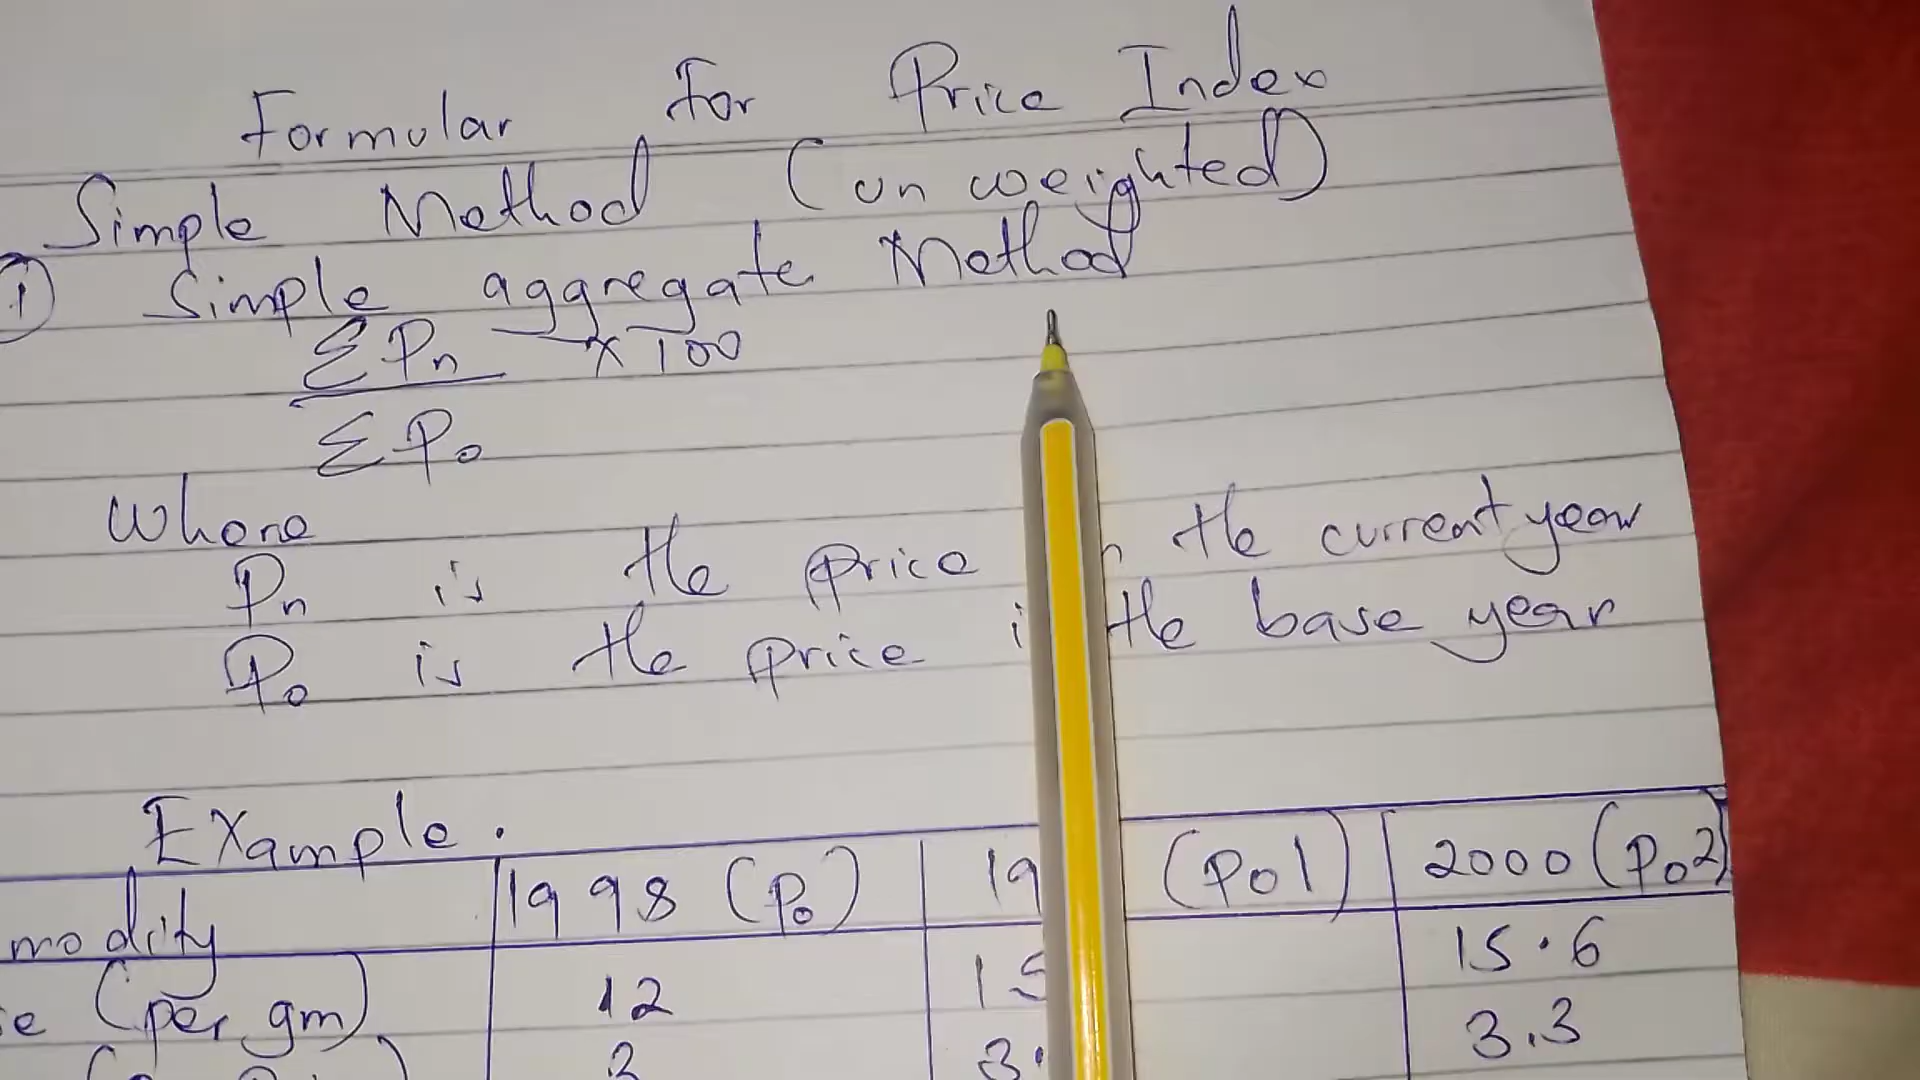 Formular For Price Index
Simple Method (un weighted)
① Simple aggregate Method
ΣPn × 100
ΣPo
Where
Pn is the price the current year
Po is the price the base year
Example.
1998 (Po) (Po1) 2000 (Po2)
12 15.6
(per gm)
3 3.3